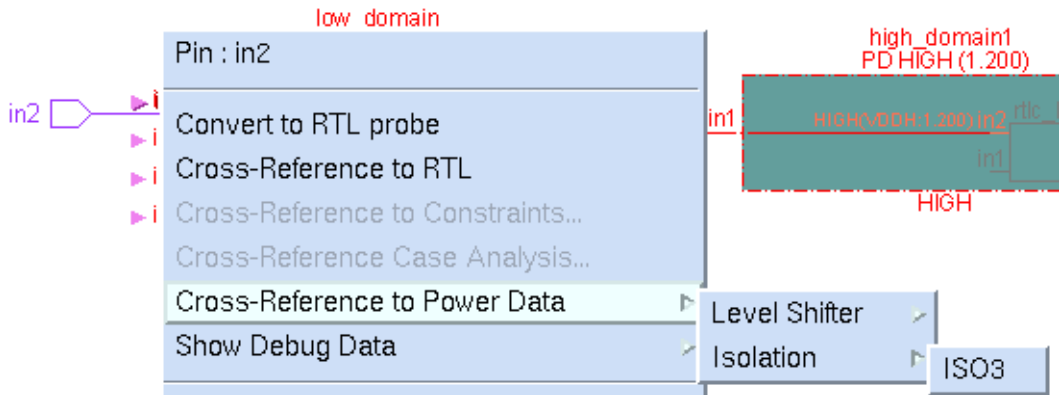 low_domain
Pin : in2
in2
i
i
i
i
Convert to RTL probe
Cross-Reference to RTL
Cross-Reference to Constraints...
Cross-Reference Case Analysis...
Cross-Reference to Power Data
Show Debug Data
Level Shifter
Isolation
ISO3
high_domain1
PD HIGH (1.200)
in1
HIGH(VDDH:1.200) in2
rtlc_
in1
HIGH